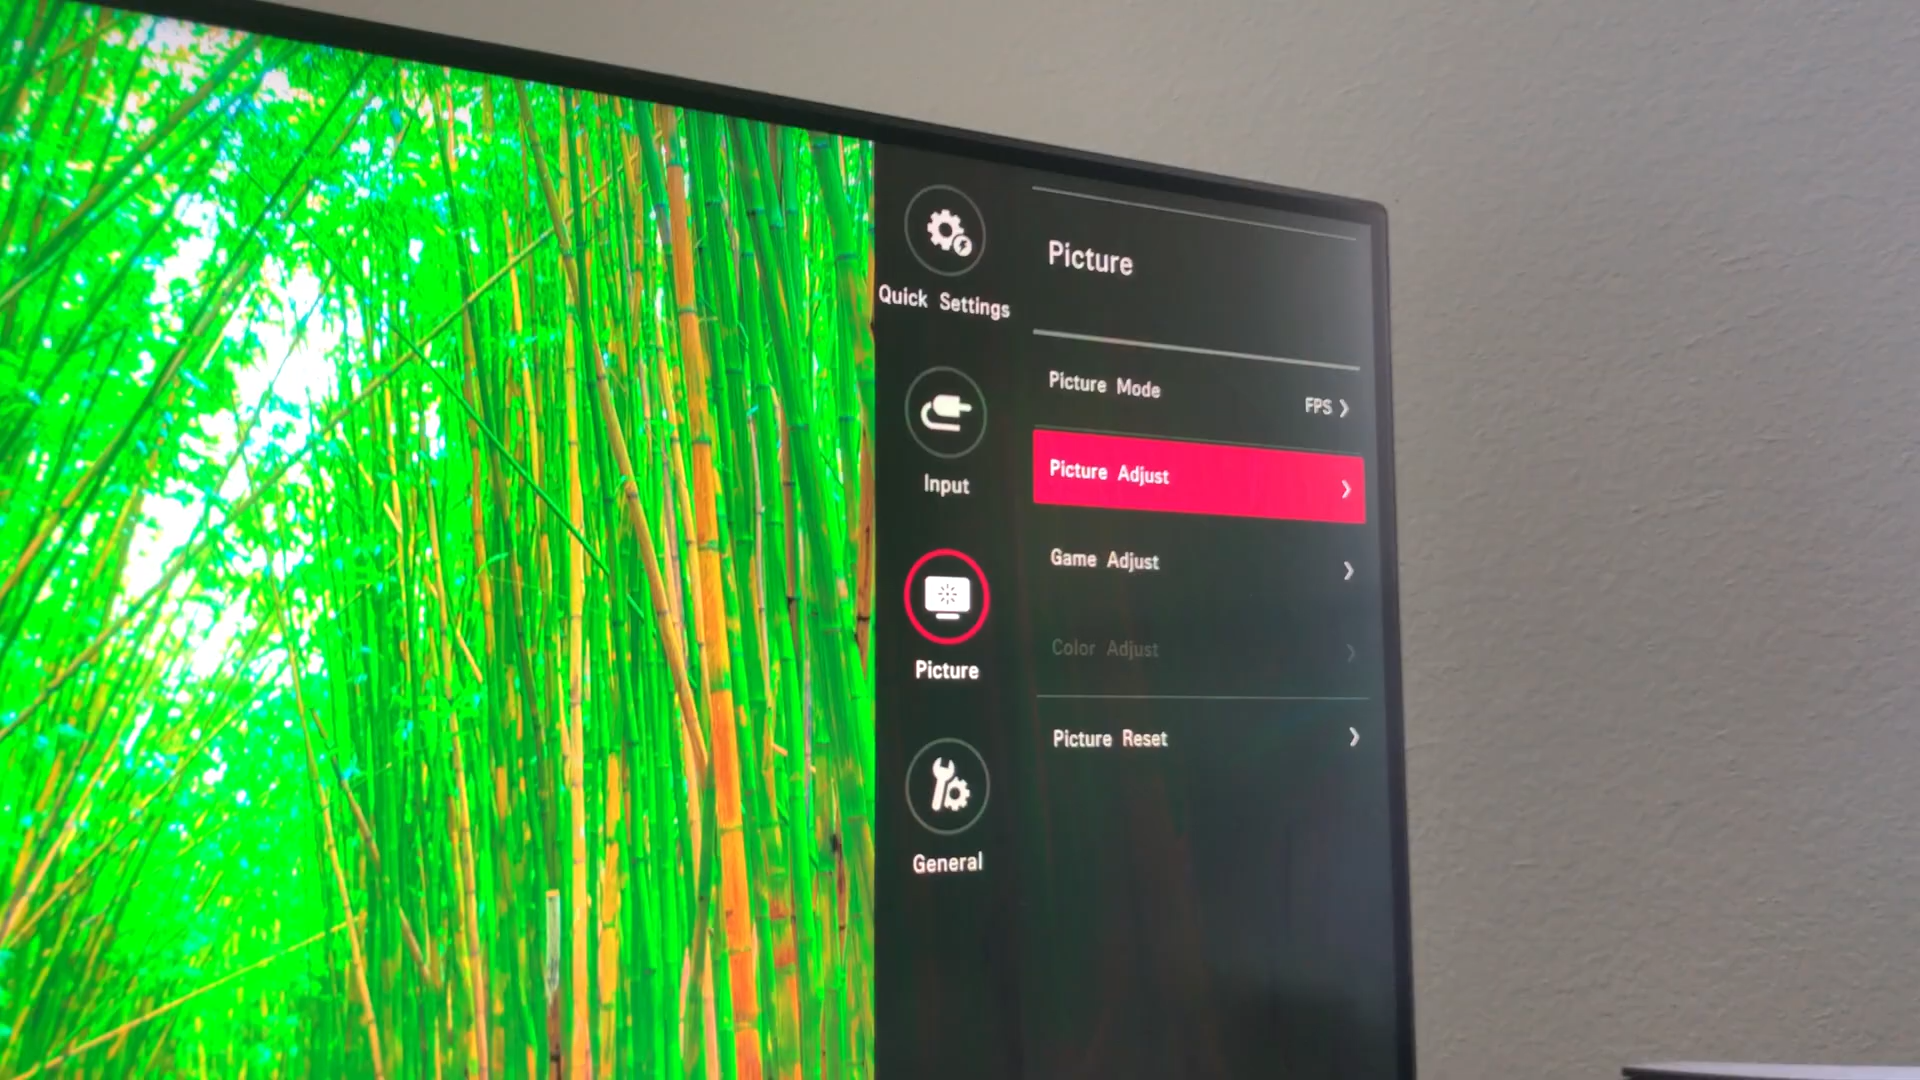 Quick Settings
Input
Picture
General
Picture
Picture Mode FPS
Picture Adjust
Game Adjust
Color Adjust
Picture Reset